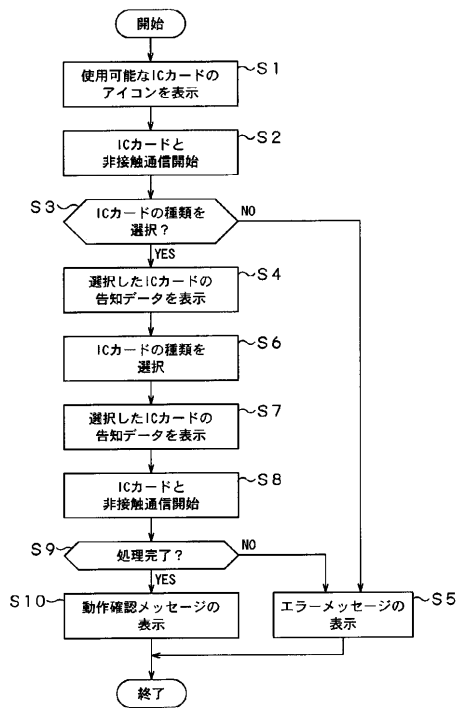 開始
使用可能なICカードの
アイコンを表示
S1
ICカードと
非接触通信開始
S2
S3
ICカードの種類を
選択?
NO
YES
選択したICカードの
告知データを表示
S4
ICカードの種類を
選択
S6
選択したICカードの
告知データを表示
S7
ICカードと
非接触通信開始
S8
S9
処理完了?
NO
YES
S10
動作確認メッセージの
表示
エラーメッセージの
表示
S5
終了